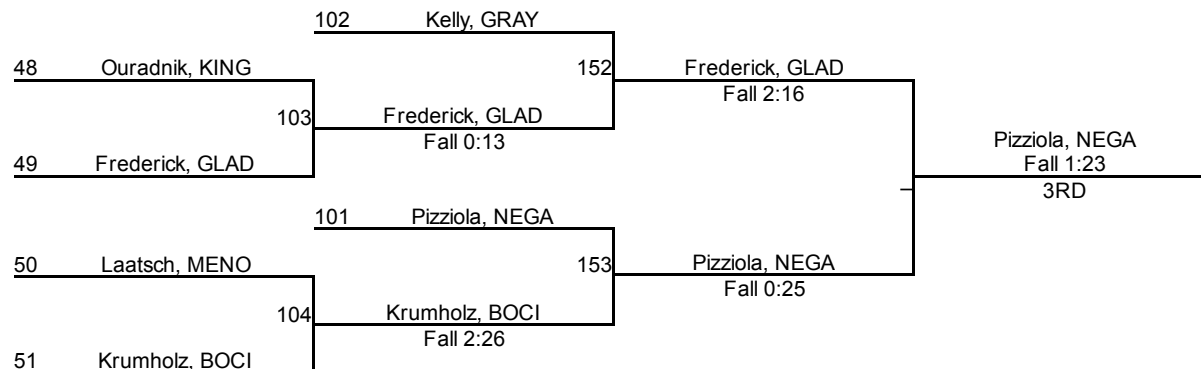 102 Kelly, GRAY
48 Ouradnik, KING
152 Frederick, GLAD
Fall 2:16
103 Frederick, GLAD
Fall 0:13
49 Frederick, GLAD
Pizziola, NEGA
Fall 1:23
3RD
101 Pizziola, NEGA
50 Laatsch, MENO
153 Pizziola, NEGA
Fall 0:25
104 Krumholz, BOCI
Fall 2:26
51 Krumholz, BOCI